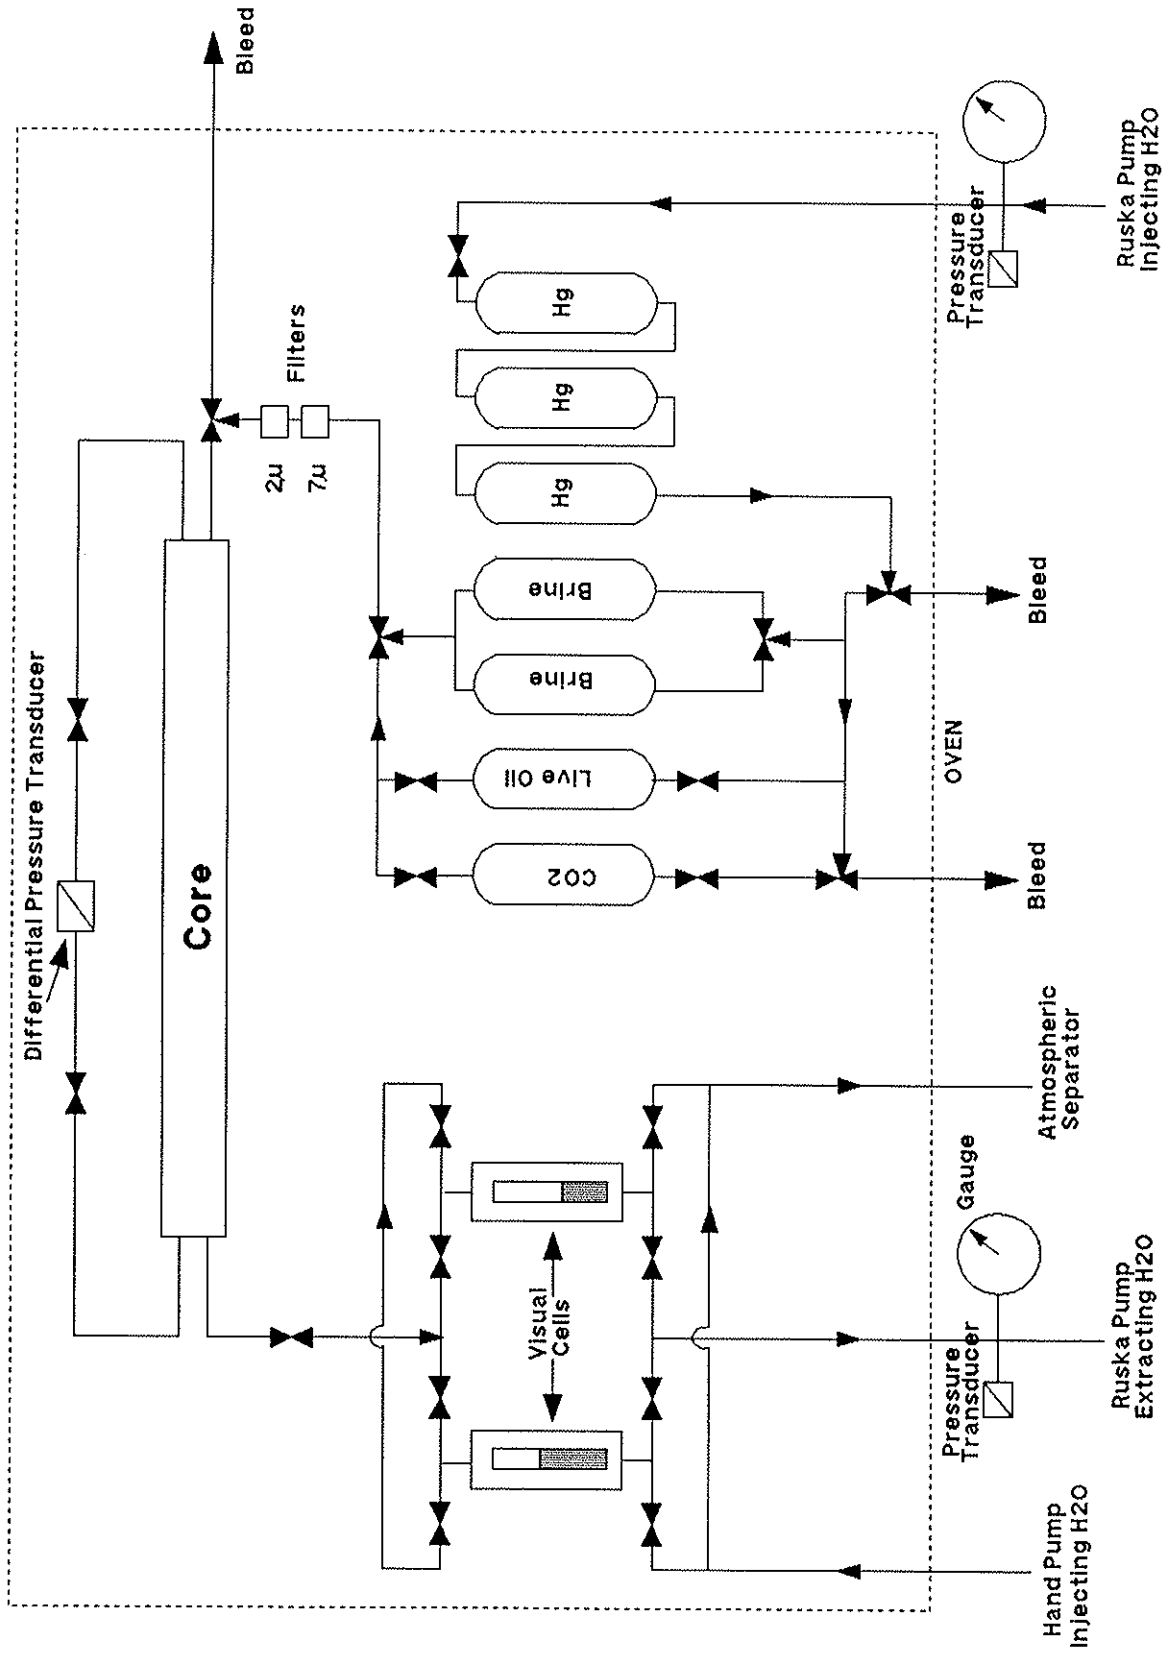 Differential Pressure Transducer
Core
Bleed
2µ
7µ
Filters
Visual
Cells
CO2
Live Oil
Brine
Brine
Hg
Hg
Hg
OVEN
Hand Pump
Injecting H2O
Pressure
Transducer
Gauge
Ruska Pump
Extracting H2O
Atmospheric
Separator
Bleed
Bleed
Pressure
Transducer
Ruska Pump
Injecting H2O